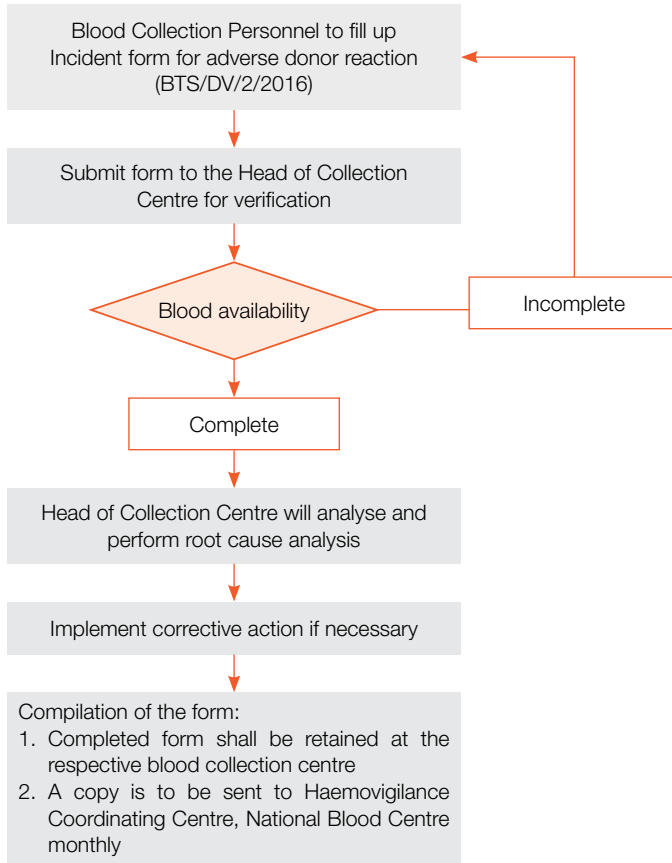 Blood Collection Personnel to fill up
Incident form for adverse donor reaction
(BTS/DV/2/2016)
Submit form to the Head of Collection
Centre for verification
Blood availability
Incomplete
Complete
Head of Collection Centre will analyse and
perform root cause analysis
Implement corrective action if necessary
Compilation of the form:
1. Completed form shall be retained at the
respective blood collection centre
2. A copy is to be sent to Haemovigilance
Coordinating Centre, National Blood Centre
monthly